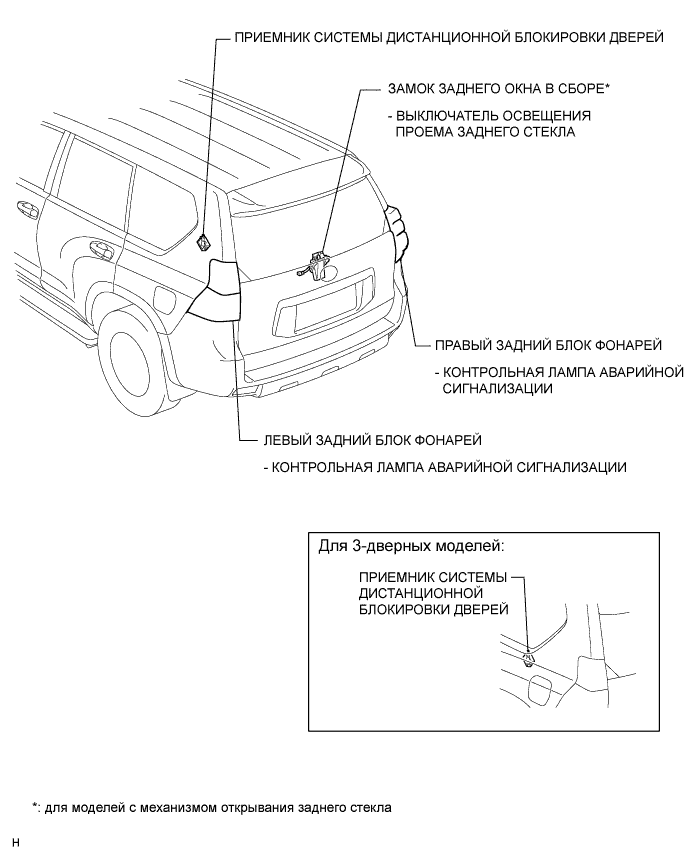 ПРИЕМНИК СИСТЕМЫ ДИСТАНЦИОННОЙ БЛОКИРОВКИ ДВЕРЕЙ
ЗАМОК ЗАДНЕГО ОКНА В СБОРЕ*
- ВЫКЛЮЧАТЕЛЬ ОСВЕЩЕНИЯ
ПРОЕМА ЗАДНЕГО СТЕКЛА
ПРАВЫЙ ЗАДНИЙ БЛОК ФОНАРЕЙ
- КОНТРОЛЬНАЯ ЛАМПА АВАРИЙНОЙ
СИГНАЛИЗАЦИИ
ЛЕВЫЙ ЗАДНИЙ БЛОК ФОНАРЕЙ
- КОНТРОЛЬНАЯ ЛАМПА АВАРИЙНОЙ СИГНАЛИЗАЦИИ
Для 3-дверных моделей:
ПРИЕМНИК СИСТЕМЫ
ДИСТАНЦИОННОЙ
БЛОКИРОВКИ ДВЕРЕЙ
*: для моделей с механизмом открывания заднего стекла
H